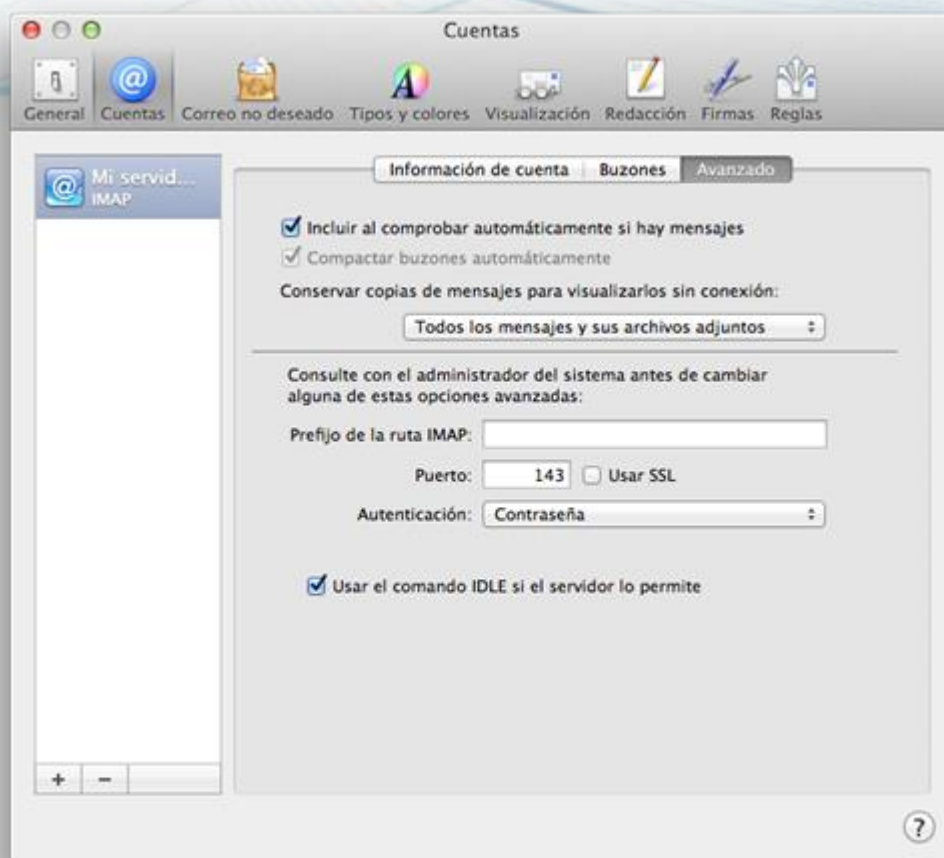 Cuentas
General Cuentas Correo no deseado Tipos y colores Visualización Redacción Firmas Reglas
Mi servid...
IMAP
Información de cuenta Buzones Avanzado
Incluir al comprobar automáticamente si hay mensajes
Compactar buzones automáticamente
Conservar copias de mensajes para visualizarlos sin conexión:
Todos los mensajes y sus archivos adjuntos
Consulte con el administrador del sistema antes de cambiar
alguna de estas opciones avanzadas:
Prefijo de la ruta IMAP:
Puerto: 143 Usar SSL
Autenticación: Contraseña
Usar el comando IDLE si el servidor lo permite
+ −
?